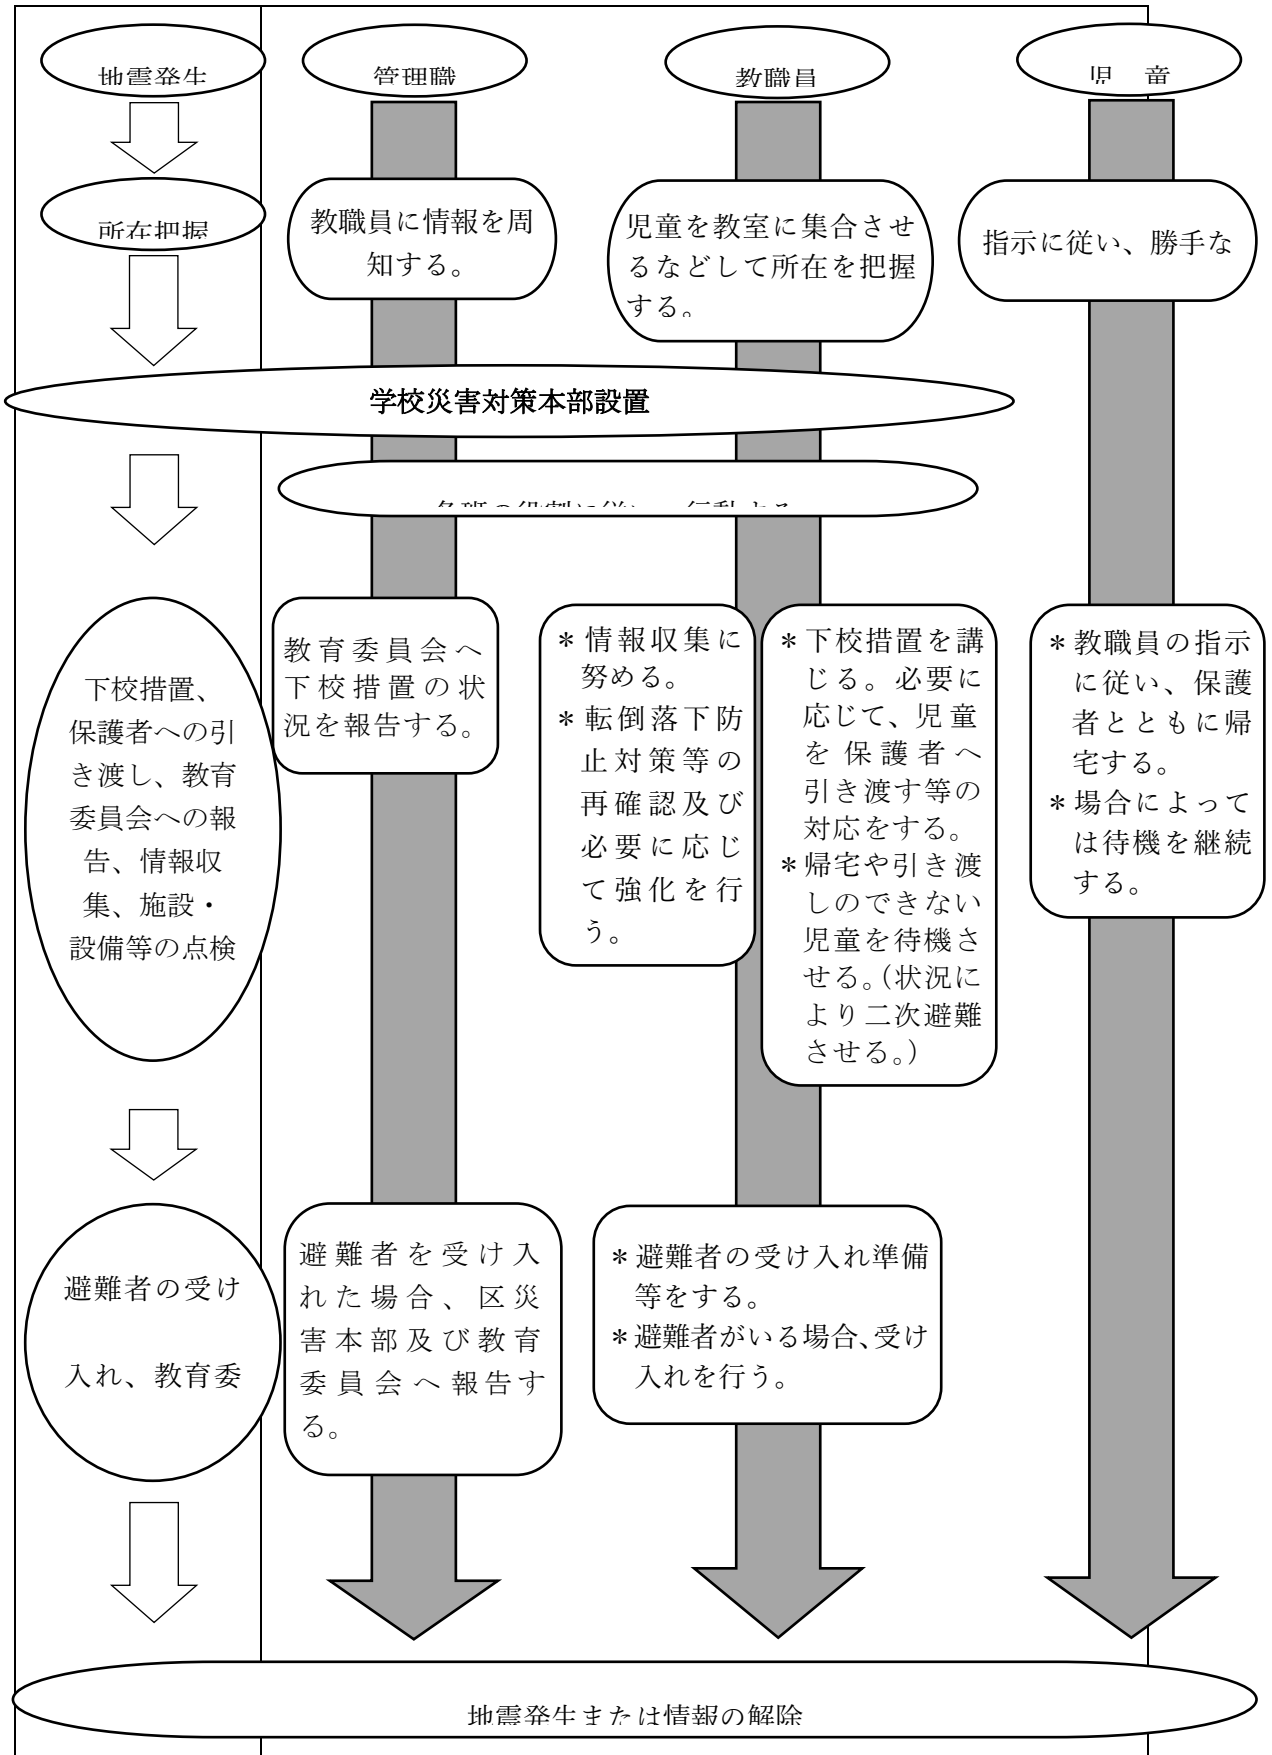 地震発生
管理職
教職員
児　童
所在把握
教職員に情報を周
知する。
児童を教室に集合させ
るなどして所在を把握
する。
指示に従い、勝手な
学校災害対策本部設置
各班の役割に従い、行動する
下校措置、
保護者への引
き渡し、教育
委員会への報
告、情報収
集、施設・
設備等の点検
教育委員会へ
下校措置の状
況を報告する。
＊情報収集に
努める。
＊転倒落下防
止対策等の
再確認及び
必要に応じ
て強化を行
う。
＊下校措置を講
じる。必要に
応じて、児童
を保護者へ
引き渡す等の
対応をする。
＊帰宅や引き渡
しのできない
児童を待機さ
せる。（状況に
より二次避難
させる。）
＊教職員の指示
に従い、保護
者とともに帰
宅する。
＊場合によって
は待機を継続
する。
避難者の受け
入れ、教育委
避難者を受け入
れた場合、区災
害本部及び教育
委員会へ報告す
る。
＊避難者の受け入れ準備
等をする。
＊避難者がいる場合、受け
入れを行う。
地震発生または情報の解除